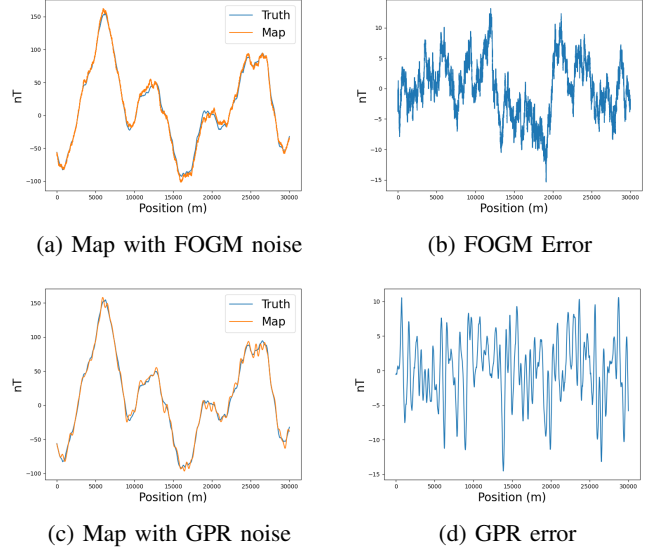 150
100
50
0
−50
−100
nT
0 5000 10000 15000 20000 25000 30000
Position (m)
Truth
Map
(a) Map with FOGM noise
10
5
0
−5
−10
−15
nT
0 5000 10000 15000 20000 25000 30000
Position (m)
(b) FOGM Error
150
100
50
0
−50
−100
nT
0 5000 10000 15000 20000 25000 30000
Position (m)
Truth
Map
(c) Map with GPR noise
10
5
0
−5
−10
−15
nT
0 5000 10000 15000 20000 25000 30000
Position (m)
(d) GPR error